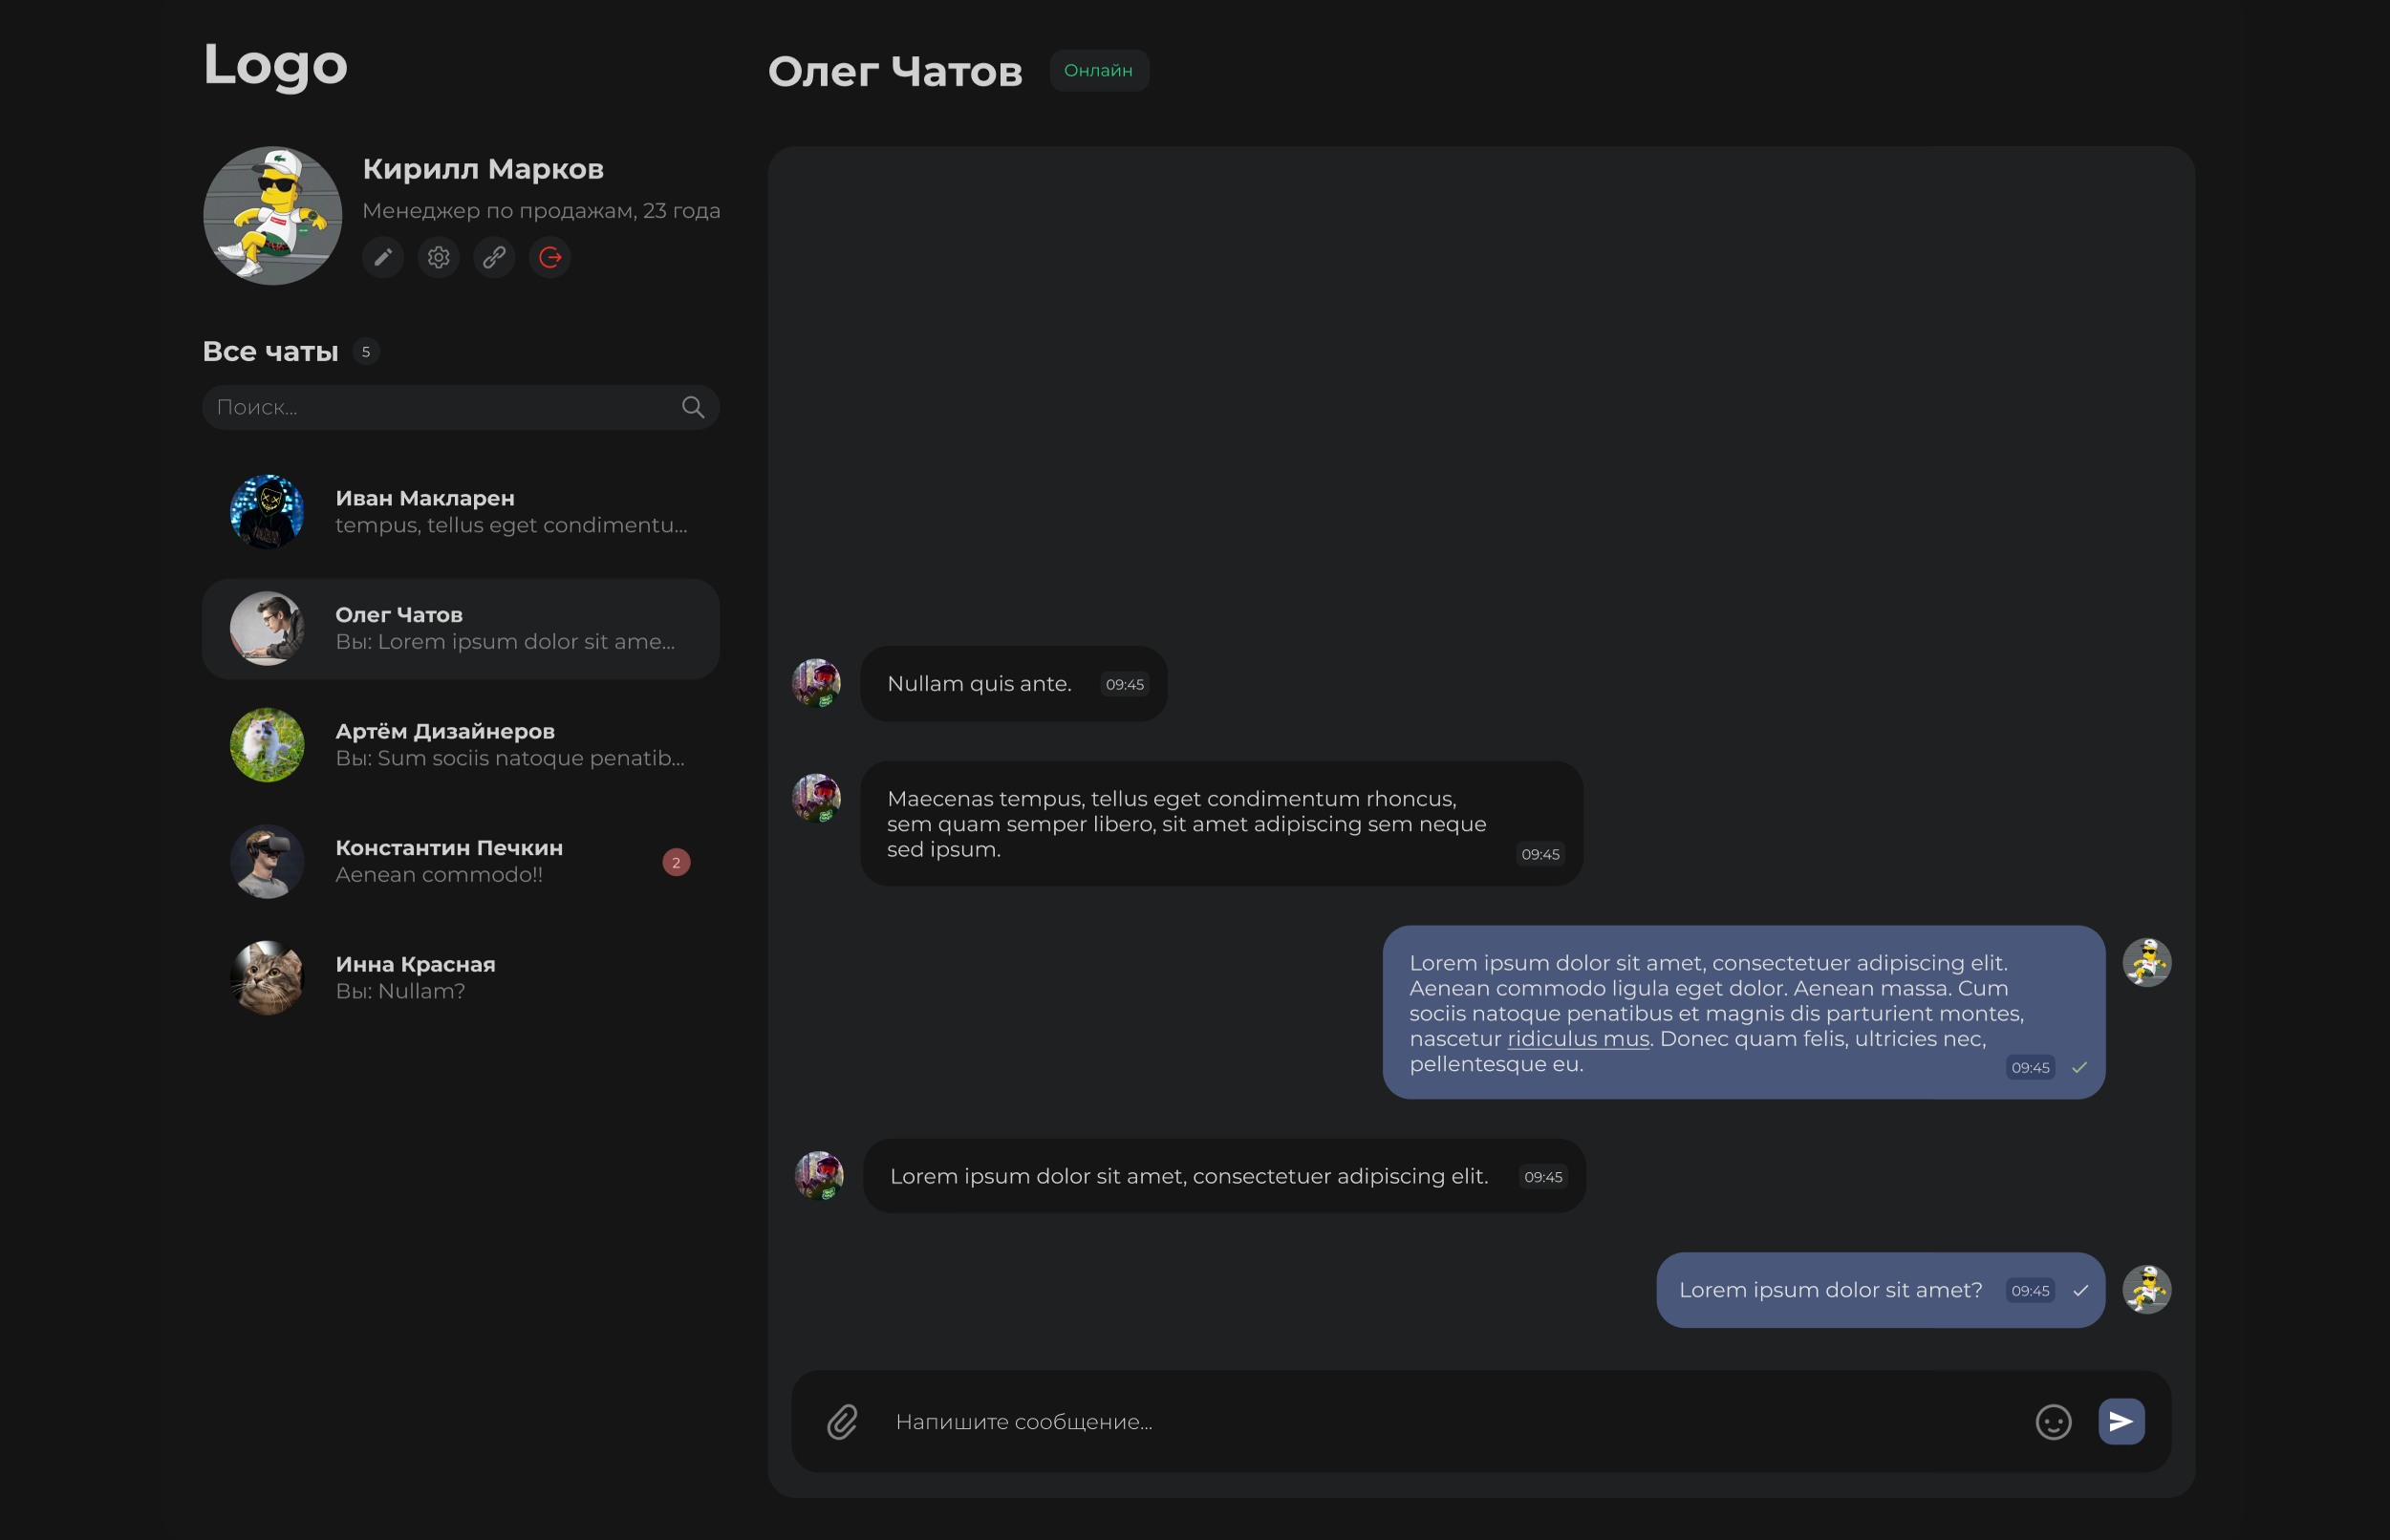 Logo
Кирилл Марков
Менеджер по продажам, 23 года
Все чаты 5
Поиск...
Иван Макларен
tempus, tellus eget condimentu...
Олег Чатов
Вы: Lorem ipsum dolor sit ame...
Артём Дизайнеров
Вы: Sum sociis natoque penatib...
Константин Печкин
Aenean commodo!!
2
Инна Красная
Вы: Nullam?
Олег Чатов Онлайн
Nullam quis ante. 09:45
Maecenas tempus, tellus eget condimentum rhoncus,
sem quam semper libero, sit amet adipiscing sem neque
sed ipsum.
09:45
Lorem ipsum dolor sit amet, consectetuer adipiscing elit.
Aenean commodo ligula eget dolor. Aenean massa. Cum
sociis natoque penatibus et magnis dis parturient montes,
nascetur ridiculus mus. Donec quam felis, ultricies nec,
pellentesque eu.
09:45
Lorem ipsum dolor sit amet, consectetuer adipiscing elit. 09:45
Lorem ipsum dolor sit amet? 09:45
Напишите сообщение...